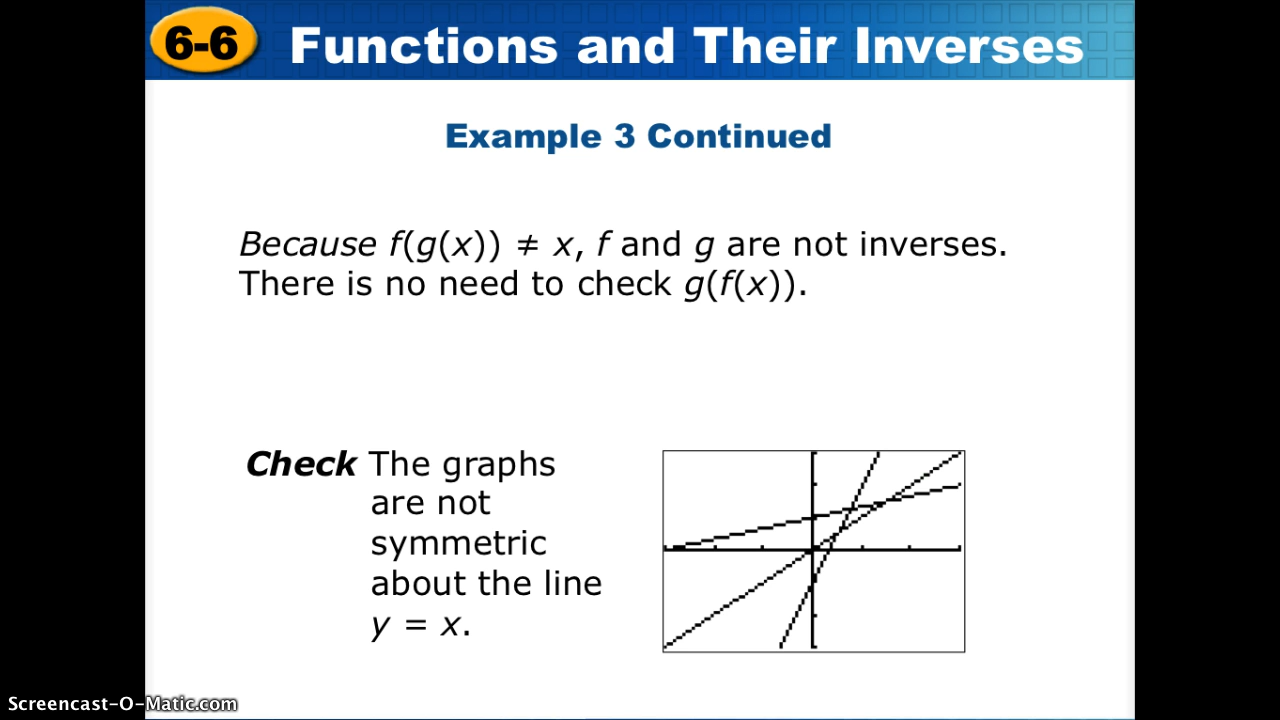 6-6 Functions and Their Inverses
Example 3 Continued
Because f(g(x)) ≠ x, f and g are not inverses.
There is no need to check g(f(x)).
Check The graphs
are not
symmetric
about the line
y = x.
Screencast-O-Matic.com